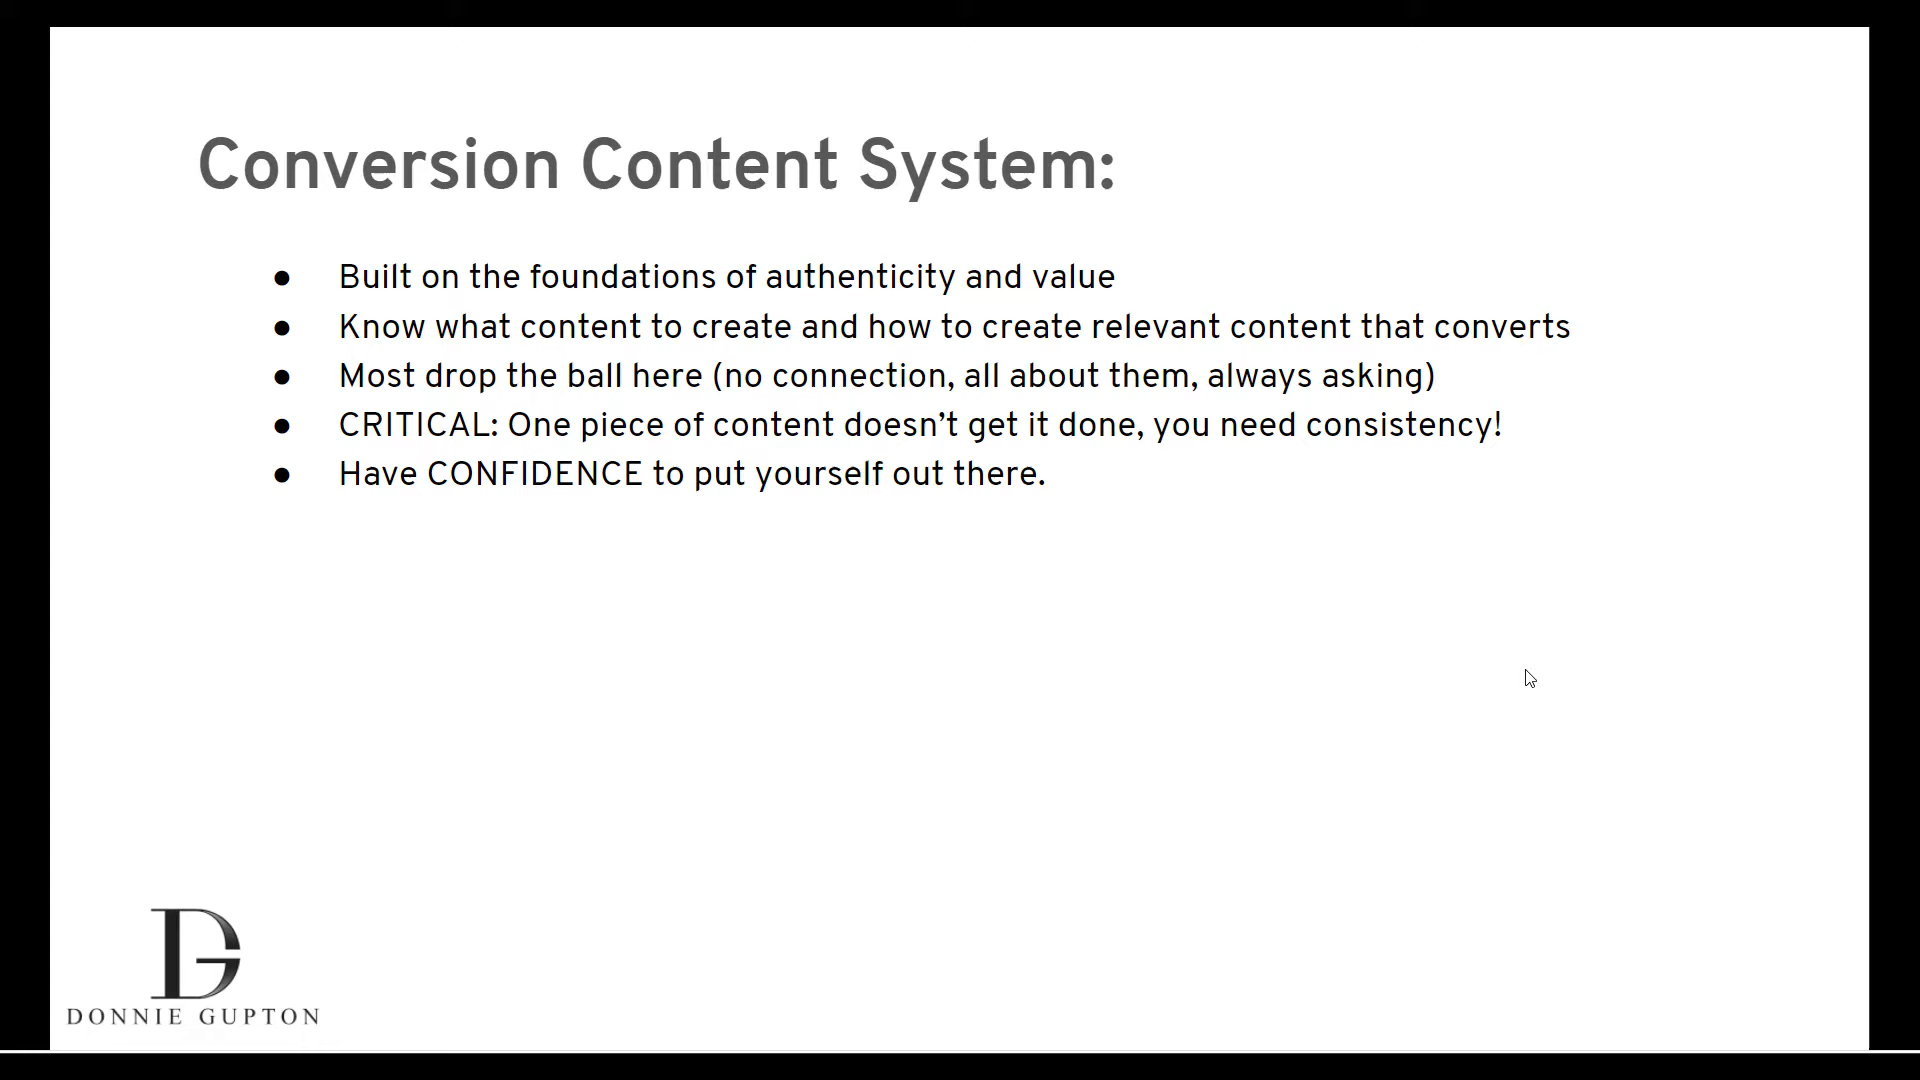 Conversion Content System:
● Built on the foundations of authenticity and value
● Know what content to create and how to create relevant content that converts
● Most drop the ball here (no connection, all about them, always asking)
● CRITICAL: One piece of content doesn’t get it done, you need consistency!
● Have CONFIDENCE to put yourself out there.
DG
DONNIE GUPTON